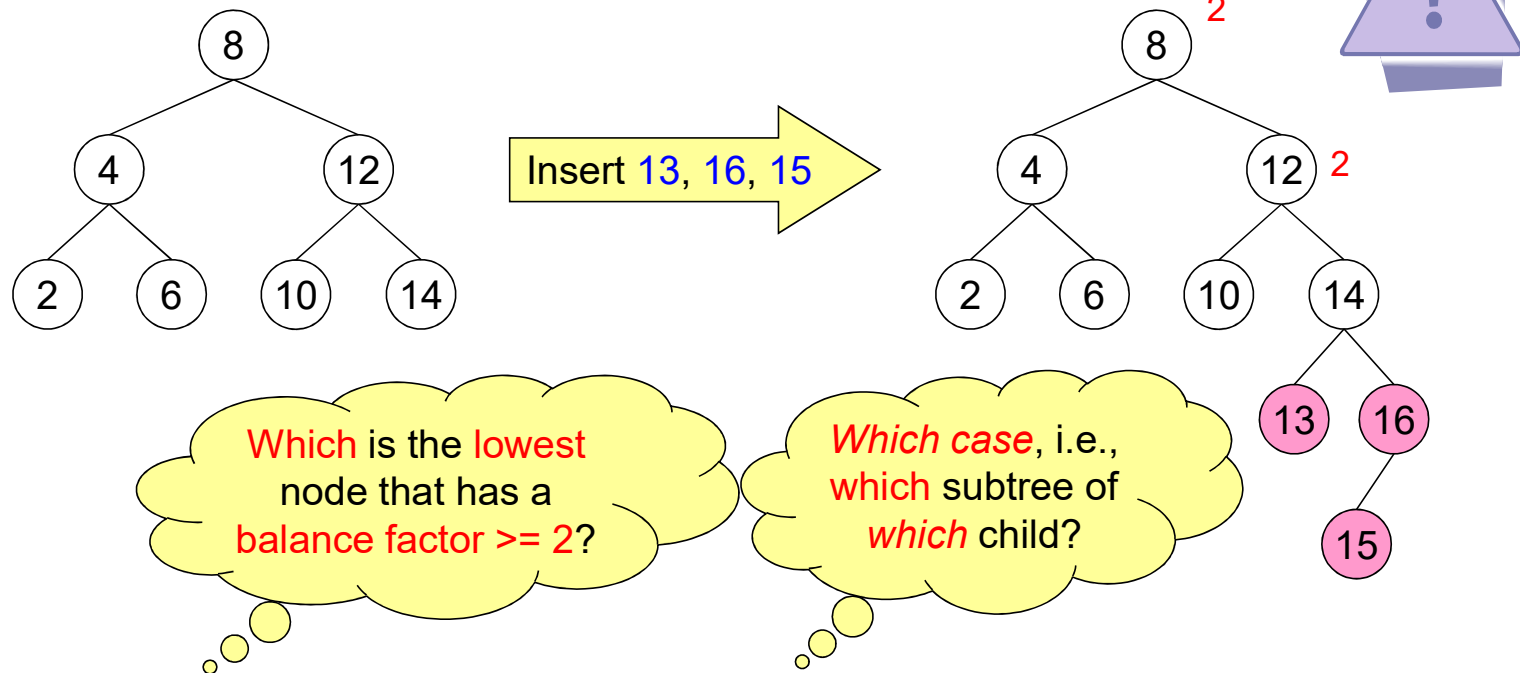 8
4
12
2
6
10
14
Insert 13, 16, 15
2
8
4
12
2
2
6
10
14
13
16
15
Which is the lowest
node that has a
balance factor >= 2?
Which case, i.e.,
which subtree of
which child?
!